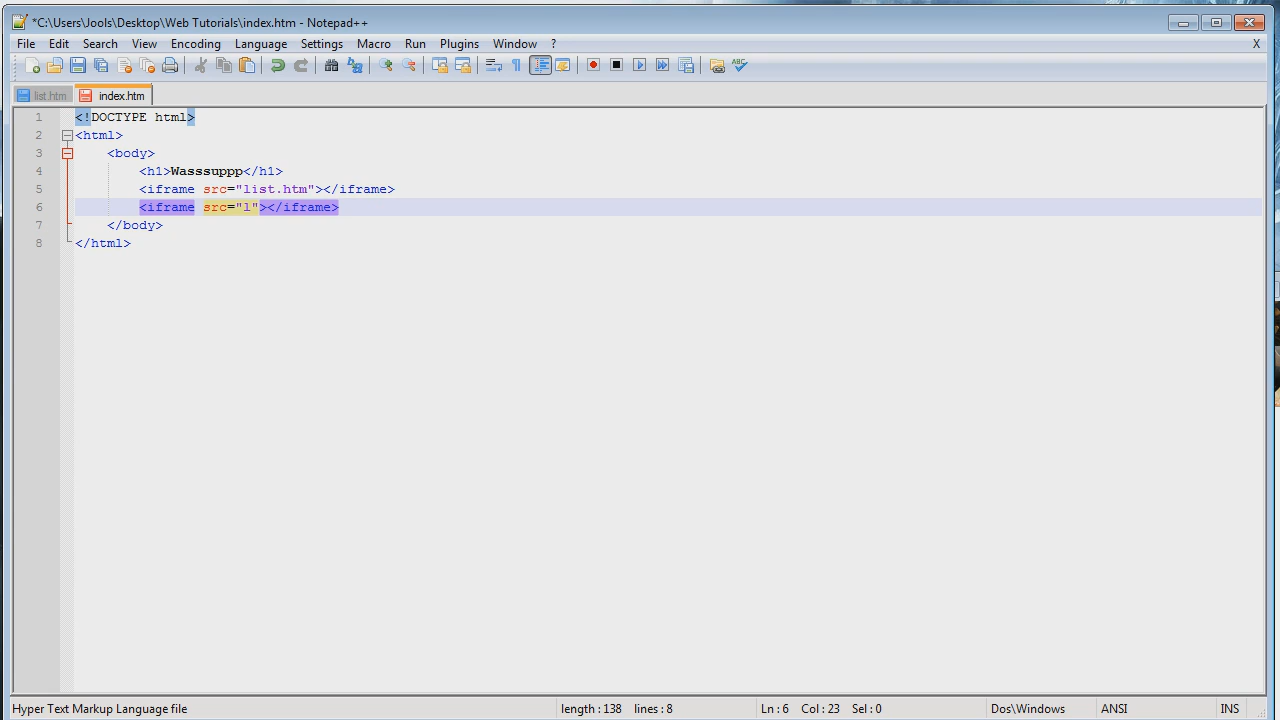 *C:\Users\Jools\Desktop\Web Tutorials\index.htm - Notepad++
File Edit Search View Encoding Language Settings Macro Run Plugins Window ? X
list.htm index.htm
1 <!DOCTYPE html>
2 <html>
3 <body>
4 <h1>Wasssuppp</h1>
5 <iframe src="list.htm"></iframe>
6 <iframe src="l"></iframe>
7 </body>
8 </html>
Hyper Text Markup Language file length : 138 lines : 8 Ln : 6 Col : 23 Sel : 0 Dos\Windows ANSI INS